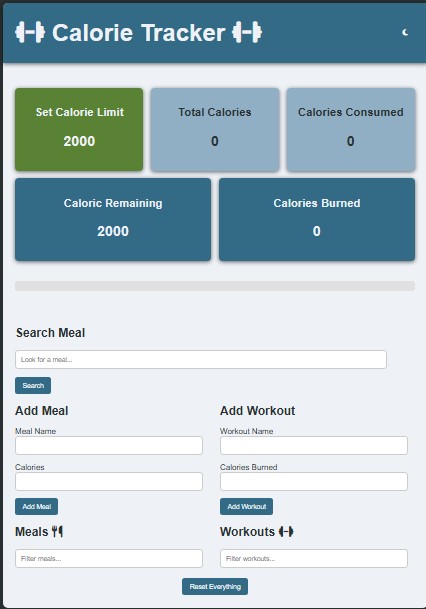 Calorie Tracker
Set Calorie Limit
2000
Total Calories
0
Calories Consumed
0
Caloric Remaining
2000
Calories Burned
0
Search Meal
Look for a meal...
Search
Add Meal
Meal Name
Calories
Add Meal
Add Workout
Workout Name
Calories Burned
Add Workout
Meals
Filter meals...
Workouts
Filter workouts...
Reset Everything